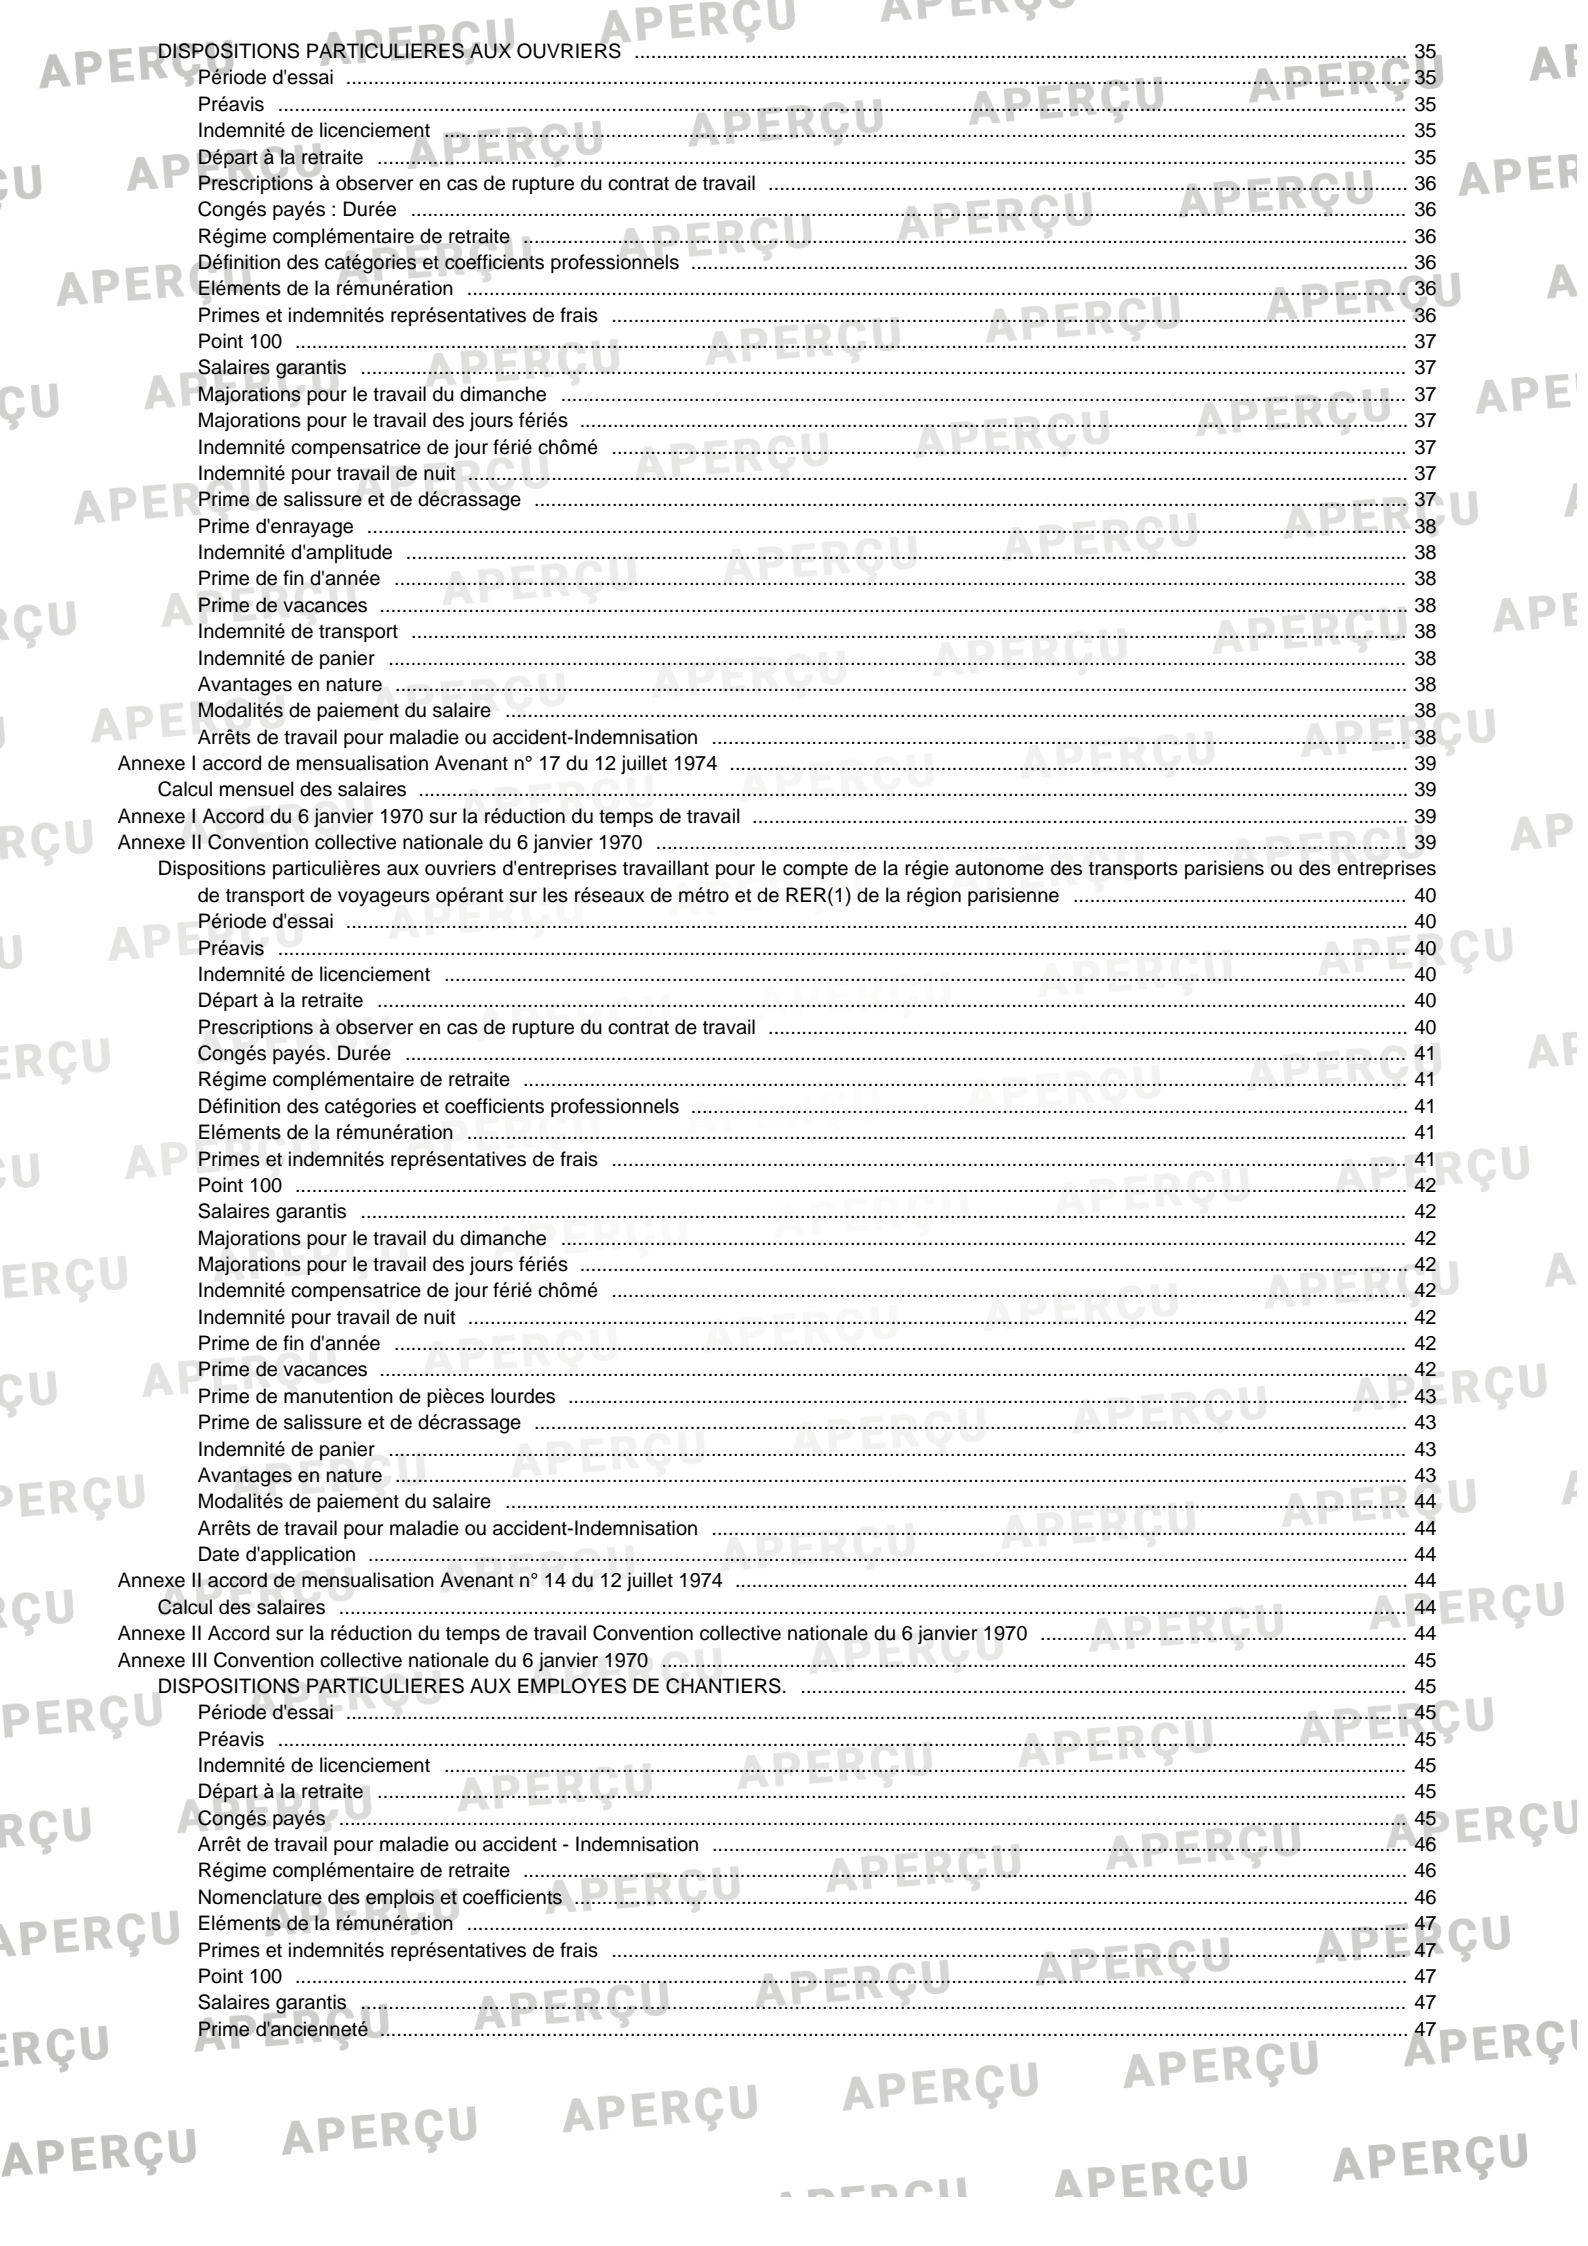 DISPOSITIONS PARTICULIERES AUX OUVRIERS ... 35
Période d'essai ... 35
Préavis ... 35
Indemnité de licenciement ... 35
Départ à la retraite ... 35
Prescriptions à observer en cas de rupture du contrat de travail ... 36
Congés payés : Durée ... 36
Régime complémentaire de retraite ... 36
Définition des catégories et coefficients professionnels ... 36
Eléments de la rémunération ... 36
Primes et indemnités représentatives de frais ... 36
Point 100 ... 37
Salaires garantis ... 37
Majorations pour le travail du dimanche ... 37
Majorations pour le travail des jours fériés ... 37
Indemnité compensatrice de jour férié chômé ... 37
Indemnité pour travail de nuit ... 37
Prime de salissure et de décrassage ... 37
Prime d'enrayage ... 38
Indemnité d'amplitude ... 38
Prime de fin d'année ... 38
Prime de vacances ... 38
Indemnité de transport ... 38
Indemnité de panier ... 38
Avantages en nature ... 38
Modalités de paiement du salaire ... 38
Arrêts de travail pour maladie ou accident-Indemnisation ... 38
Annexe I accord de mensualisation Avenant n° 17 du 12 juillet 1974 ... 39
Calcul mensuel des salaires ... 39
Annexe I Accord du 6 janvier 1970 sur la réduction du temps de travail ... 39
Annexe II Convention collective nationale du 6 janvier 1970 ... 39
Dispositions particulières aux ouvriers d'entreprises travaillant pour le compte de la régie autonome des transports parisiens ou des entreprises
de transport de voyageurs opérant sur les réseaux de métro et de RER(1) de la région parisienne ... 40
Période d'essai ... 40
Préavis ... 40
Indemnité de licenciement ... 40
Départ à la retraite ... 40
Prescriptions à observer en cas de rupture du contrat de travail ... 40
Congés payés. Durée ... 41
Régime complémentaire de retraite ... 41
Définition des catégories et coefficients professionnels ... 41
Eléments de la rémunération ... 41
Primes et indemnités représentatives de frais ... 41
Point 100 ... 42
Salaires garantis ... 42
Majorations pour le travail du dimanche ... 42
Majorations pour le travail des jours fériés ... 42
Indemnité compensatrice de jour férié chômé ... 42
Indemnité pour travail de nuit ... 42
Prime de fin d'année ... 42
Prime de vacances ... 42
Prime de manutention de pièces lourdes ... 43
Prime de salissure et de décrassage ... 43
Indemnité de panier ... 43
Avantages en nature ... 43
Modalités de paiement du salaire ... 44
Arrêts de travail pour maladie ou accident-Indemnisation ... 44
Date d'application ... 44
Annexe II accord de mensualisation Avenant n° 14 du 12 juillet 1974 ... 44
Calcul des salaires ... 44
Annexe II Accord sur la réduction du temps de travail Convention collective nationale du 6 janvier 1970 ... 44
Annexe III Convention collective nationale du 6 janvier 1970 ... 45
DISPOSITIONS PARTICULIERES AUX EMPLOYES DE CHANTIERS. ... 45
Période d'essai ... 45
Préavis ... 45
Indemnité de licenciement ... 45
Départ à la retraite ... 45
Congés payés ... 45
Arrêt de travail pour maladie ou accident - Indemnisation ... 46
Régime complémentaire de retraite ... 46
Nomenclature des emplois et coefficients ... 46
Eléments de la rémunération ... 47
Primes et indemnités représentatives de frais ... 47
Point 100 ... 47
Salaires garantis ... 47
Prime d'ancienneté ... 47
APERÇU